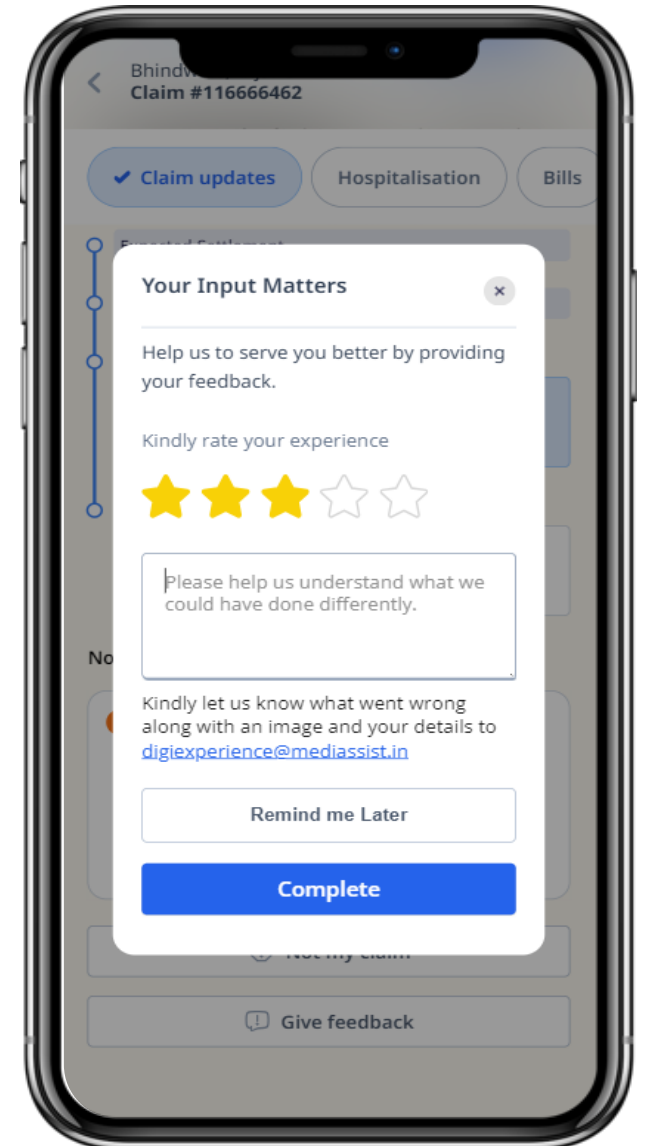 Claim #116666462
Claim updates
Hospitalisation
Bills
Your Input Matters
Help us to serve you better by providing
your feedback.
Kindly rate your experience
Please help us understand what we
could have done differently.
Kindly let us know what went wrong
along with an image and your details to
digiexperience@mediassist.in
Remind me Later
Complete
Not my claim
Give feedback